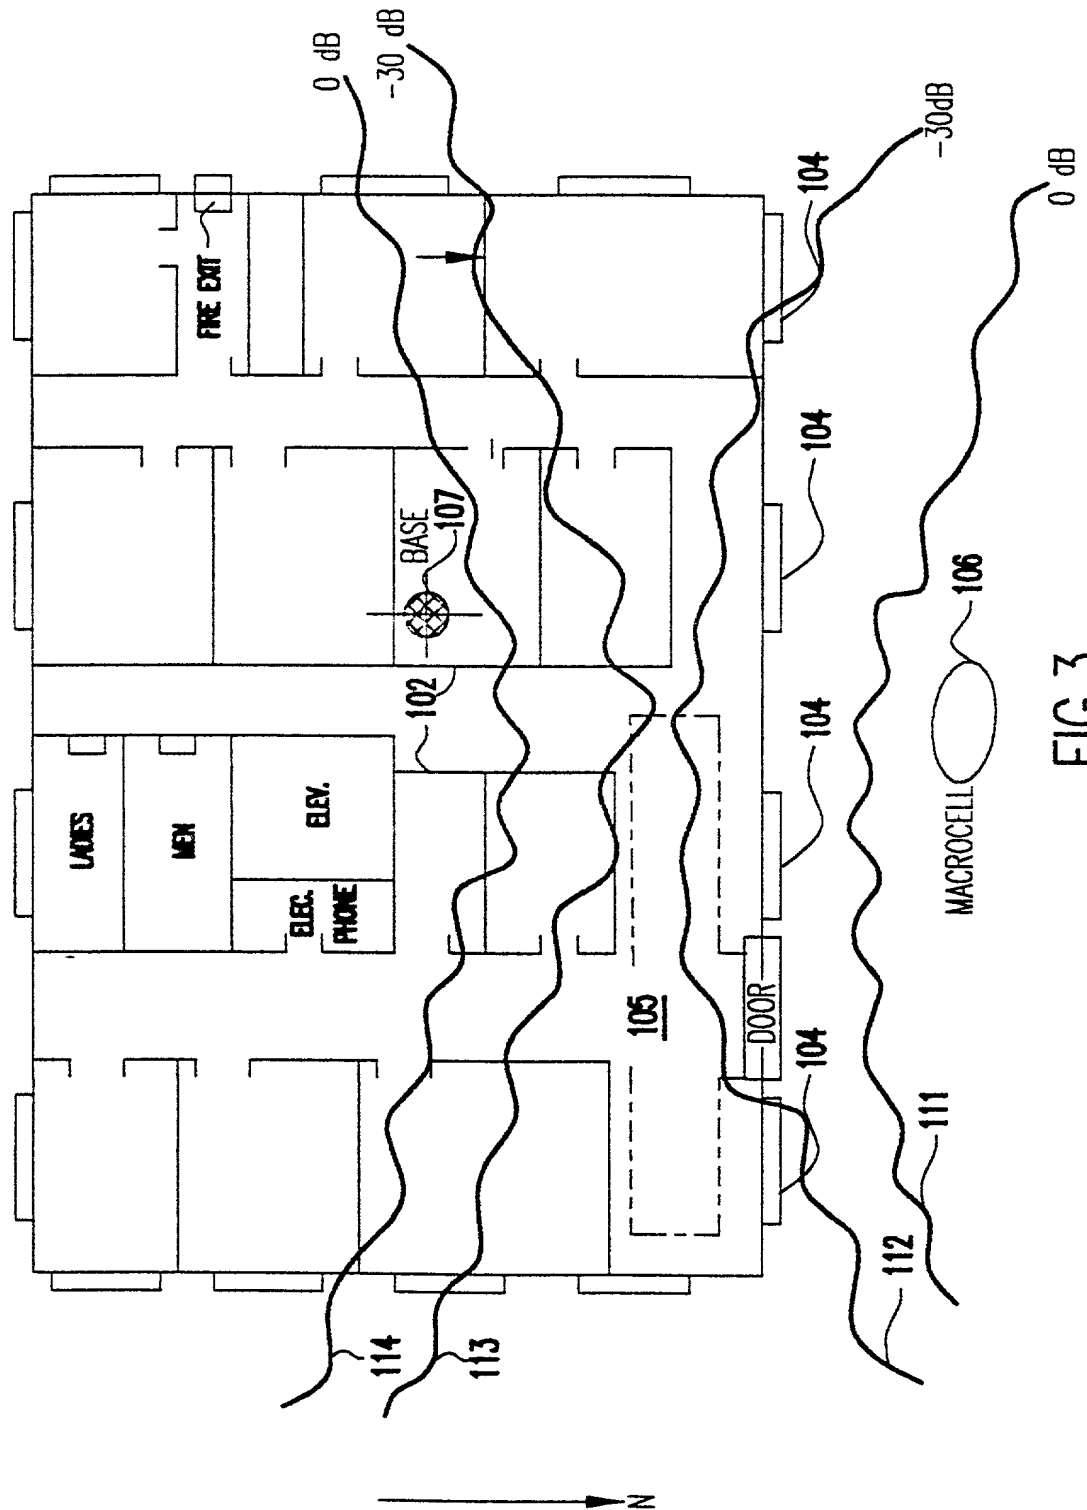 LADIES
MEN
ELEV.
ELEC.
PHONE
FIRE EXIT
102
BASE
107
114
113
0 dB
-30 dB
105
DOOR
104
104
104
104
-30dB
0 dB
112
111
MACROCELL
106
N
FIG. 3